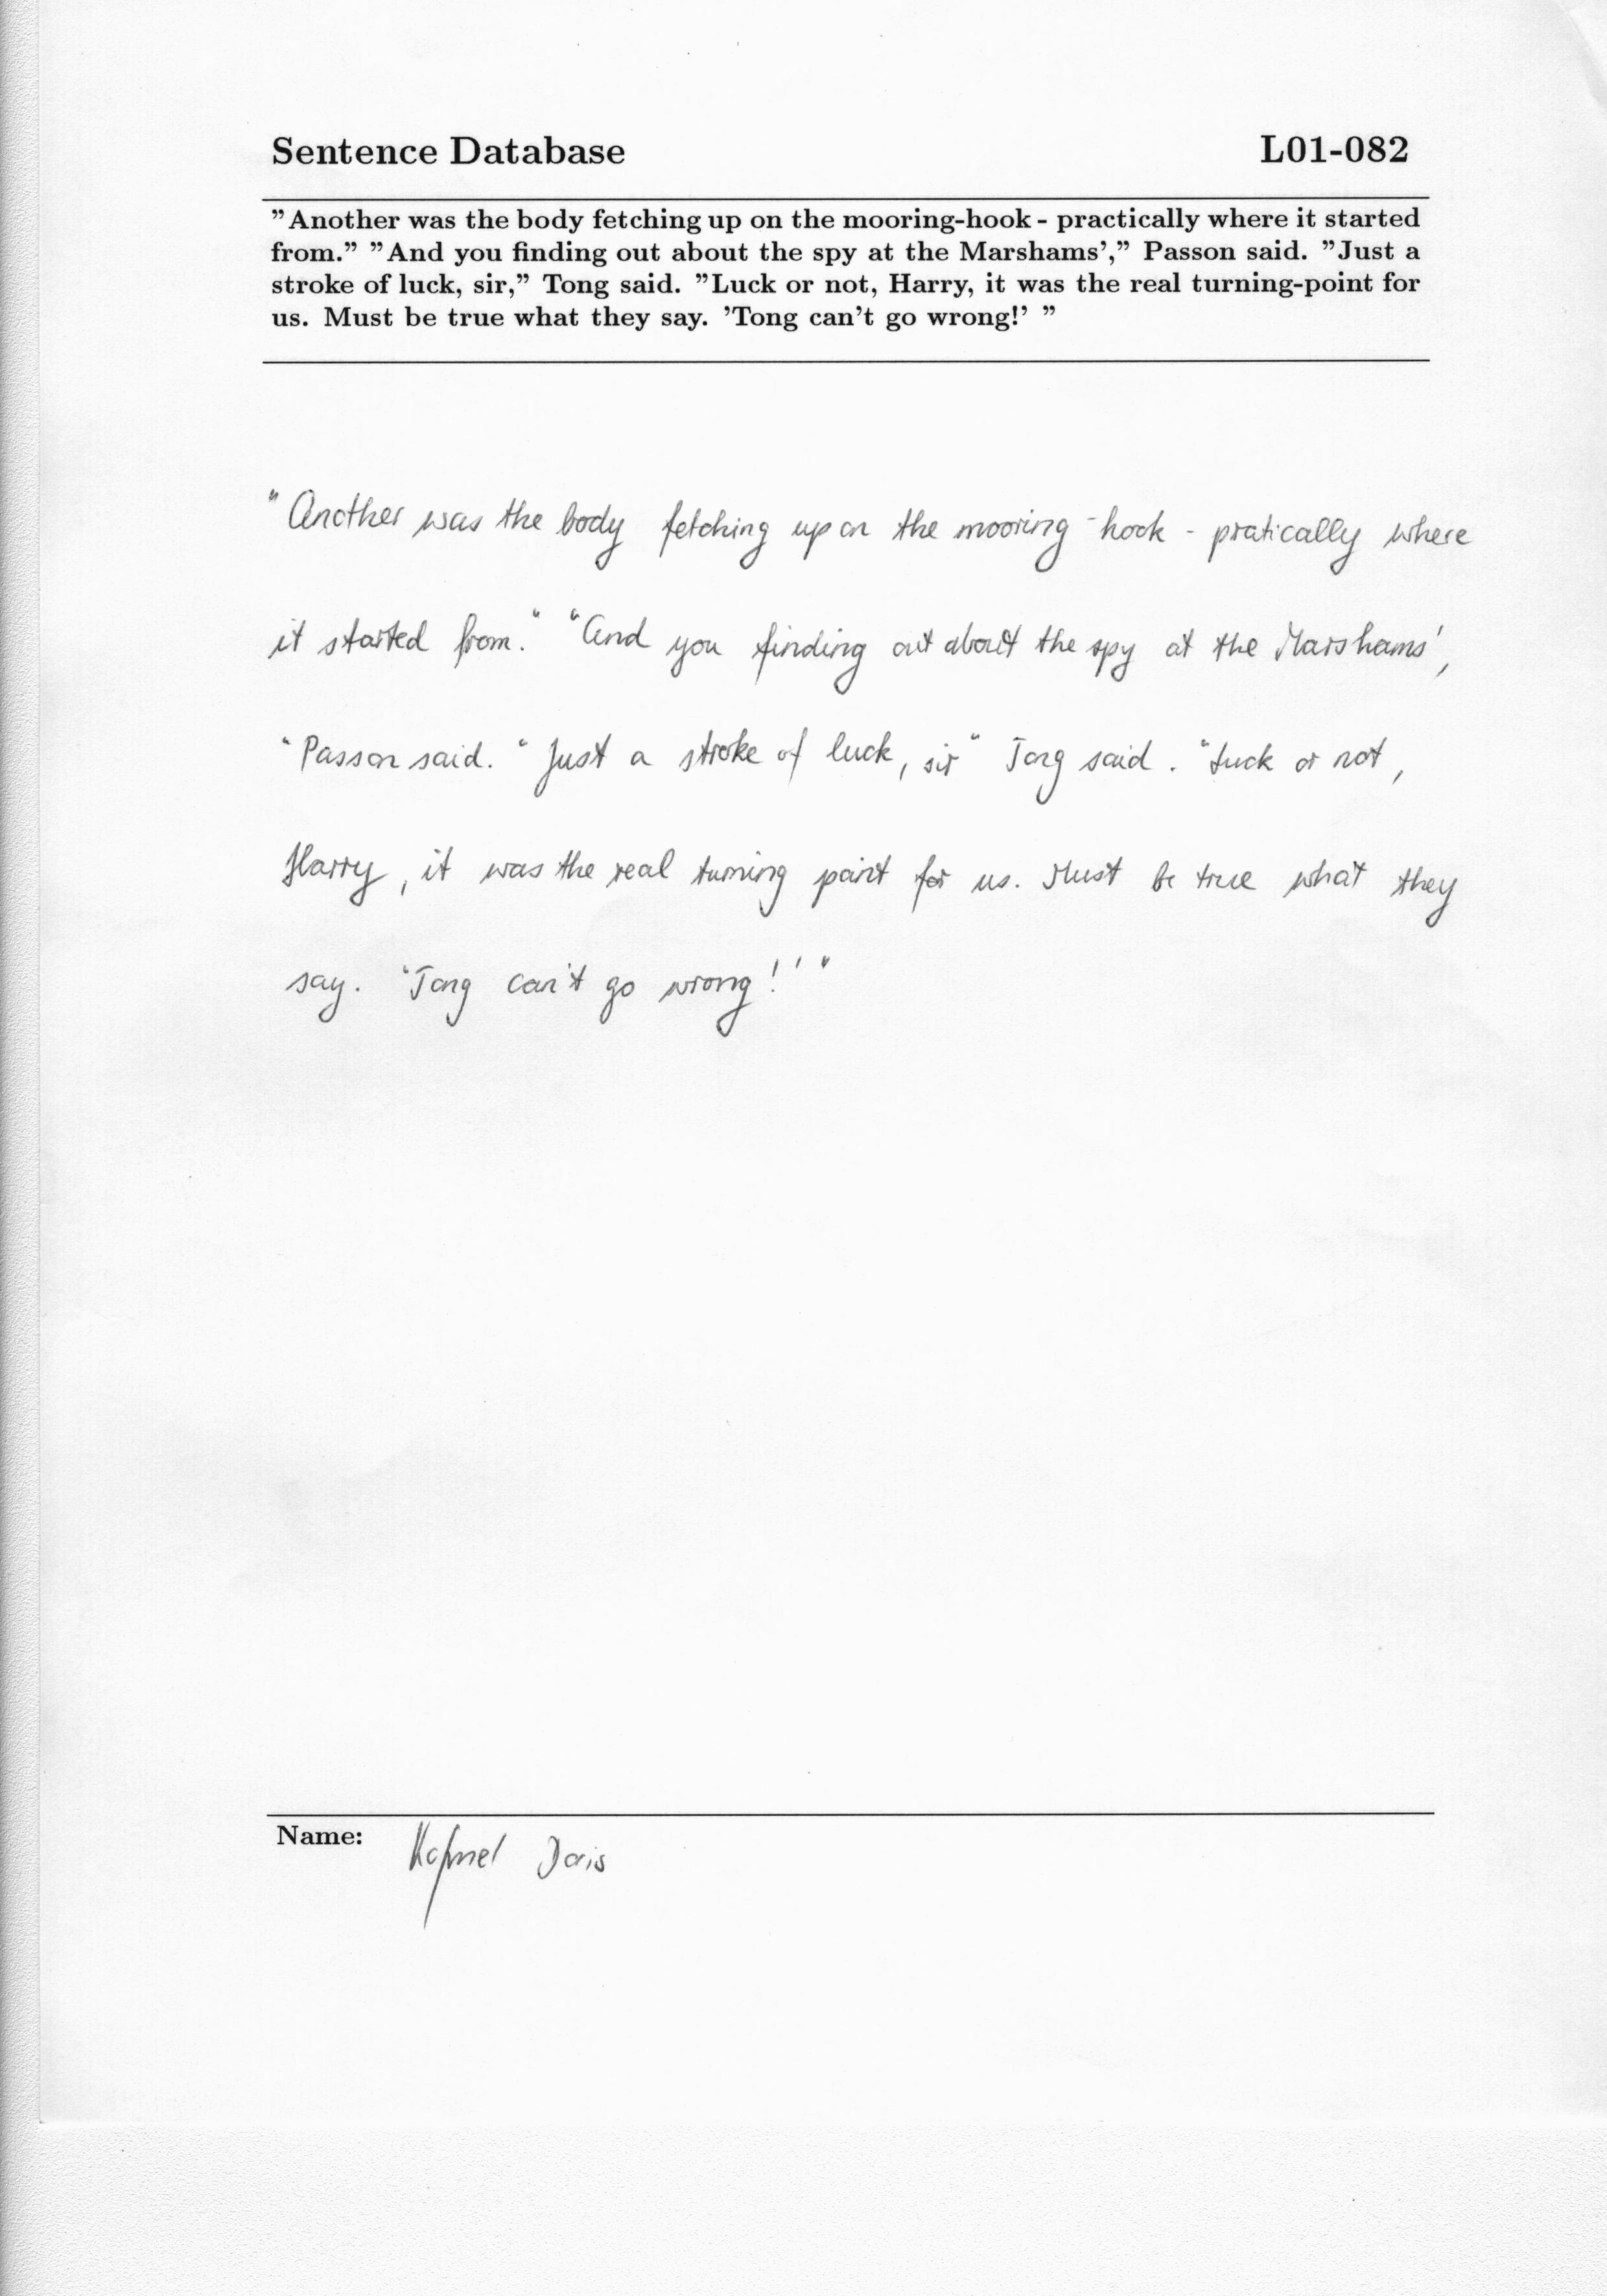 Sentence Database L01-082
"Another was the body fetching up on the mooring-hook - practically where it started
from." "And you finding out about the spy at the Marshams'," Passon said. "Just a
stroke of luck, sir," Tong said. "Luck or not, Harry, it was the real turning-point for
us. Must be true what they say. 'Tong can't go wrong!' "
"Another was the body fetching up on the mooring-hook - pratically where
it started from." "And you finding out about the spy at the Marshams',
"Passon said. "Just a stroke of luck, sir" Tong said. "Luck or not,
Harry, it was the real turning point for us. Must be true what they
say. "Tong can't go wrong!' "
Name: Doris